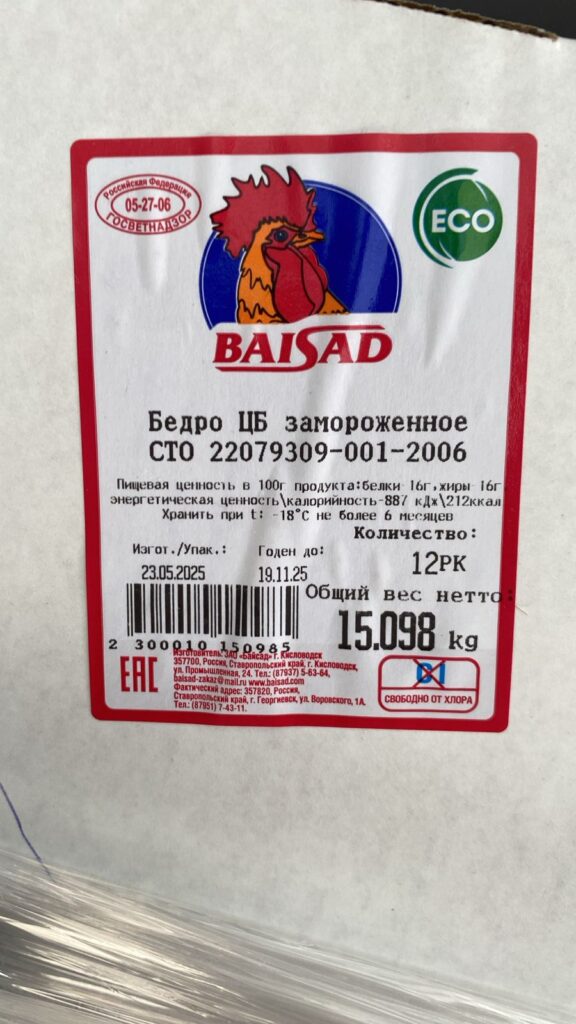 Российская Федерация
05-27-06
ГОСВЕТНАДЗОР
ECO
BAISAD
Бедро ЦБ замороженное
СТО 22079309-001-2006
Пищевая ценность в 100г продукта:белки 16г,жиры 16г
энергетическая ценность\калорийность-887 кДж\212ккал
Хранить при t: -18°C не более 6 месяцев
Количество:
Изгот./Упак.: Годен до:
12РК
23.05.2025 19.11.25
Общий вес нетто:
15.098 kg
2 300010 150985
Изготовитель: ЗАО «Байсад» г. Кисловодск
357700, Россия, Ставропольский край, г. Кисловодск,
ул. Промышленная, 24. Тел.: (87937) 5-63-64,
baisad-zakaz@mail.ru www.baisad.com
Фактический адрес: 357820, Россия,
Ставропольский край, г. Георгиевск, ул. Воровского, 1А.
Тел.: (87951) 7-43-11.
EAC
Cl
СВОБОДНО ОТ ХЛОРА